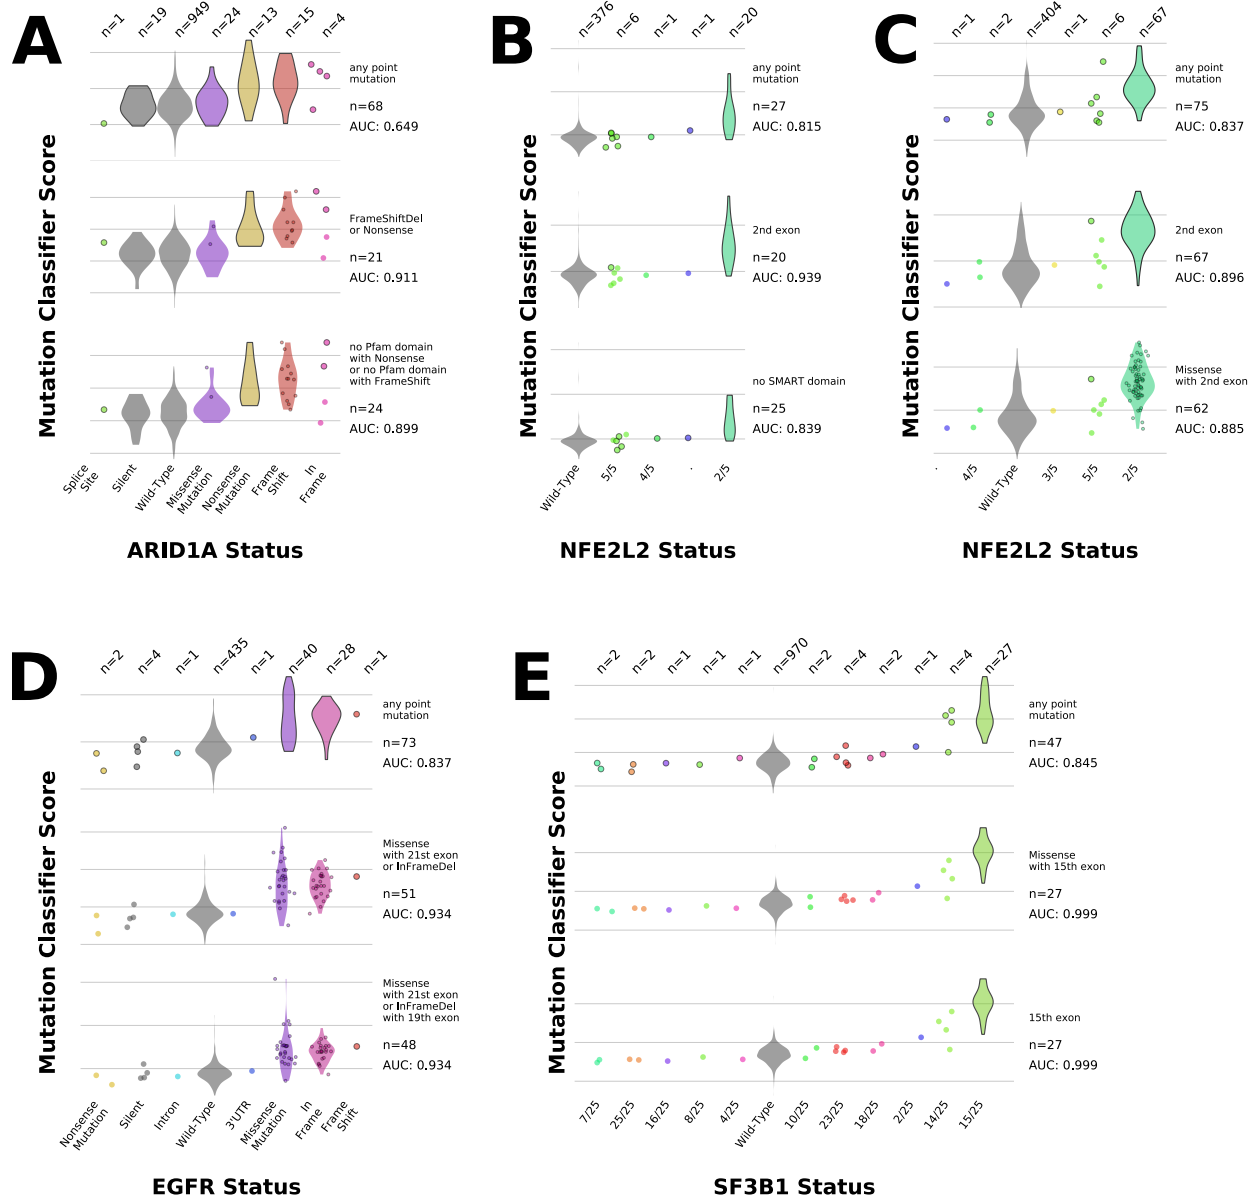 A
n=1
n=19
n=949
n=24
n=13
n=15
n=4
Mutation Classifier Score
any point
mutation
n=68
AUC: 0.649
FrameShiftDel
or Nonsense
n=21
AUC: 0.911
no Pfam domain
with Nonsense
or no Pfam domain
with FrameShift
n=24
AUC: 0.899
Splice
Site
Silent
Wild-Type
Missense
Mutation
Nonsense
Mutation
Frame
Shift
In
Frame
ARID1A Status
B
n=376
n=6
n=1
n=1
n=20
Mutation Classifier Score
any point
mutation
n=27
AUC: 0.815
2nd exon
n=20
AUC: 0.939
no SMART domain
n=25
AUC: 0.839
Wild-Type
5/5
4/5
.
2/5
NFE2L2 Status
C
n=1
n=2
n=404
n=1
n=6
n=67
Mutation Classifier Score
any point
mutation
n=75
AUC: 0.837
2nd exon
n=67
AUC: 0.896
Missense
with 2nd exon
n=62
AUC: 0.885
.
4/5
Wild-Type
3/5
5/5
2/5
NFE2L2 Status
D
n=2
n=4
n=1
n=435
n=1
n=40
n=28
n=1
Mutation Classifier Score
any point
mutation
n=73
AUC: 0.837
Missense
with 21st exon
or InFrameDel
n=51
AUC: 0.934
Missense
with 21st exon
or InFrameDel
with 19th exon
n=48
AUC: 0.934
Nonsense
Mutation
Silent
Intron
Wild-Type
3'UTR
Missense
Mutation
In
Frame
Frame
Shift
EGFR Status
E
n=2
n=2
n=1
n=1
n=1
n=970
n=2
n=4
n=2
n=1
n=4
n=27
Mutation Classifier Score
any point
mutation
n=47
AUC: 0.845
Missense
with 15th exon
n=27
AUC: 0.999
15th exon
n=27
AUC: 0.999
7/25
25/25
16/25
8/25
4/25
Wild-Type
10/25
23/25
18/25
2/25
14/25
15/25
SF3B1 Status